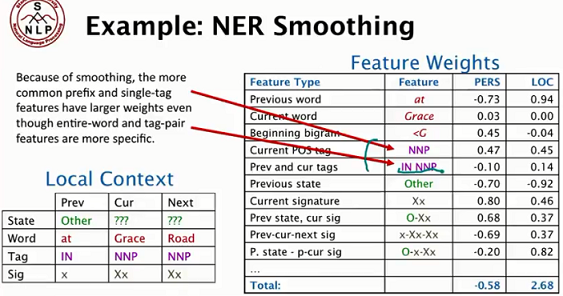 S
NLP
Example: NER Smoothing
Because of smoothing, the more
common prefix and single-tag
features have larger weights even
though entire-word and tag-pair
features are more specific.
Local Context
Prev Cur Next
State Other ??? ???
Word at Grace Road
Tag IN NNP NNP
Sig x Xx Xx
Feature Weights
Feature Type Feature PERS LOC
Previous word at -0.73 0.94
Current word Grace 0.03 0.00
Beginning bigram <G 0.45 -0.04
Current POS tag NNP 0.47 0.45
Prev and cur tags IN NNP -0.10 0.14
Previous state Other -0.70 -0.92
Current signature Xx 0.80 0.46
Prev state, cur sig O-Xx 0.68 0.37
Prev-cur-next sig x-Xx-Xx -0.69 0.37
P. state - p-cur sig O-x-Xx -0.20 0.82
...
Total: -0.58 2.68